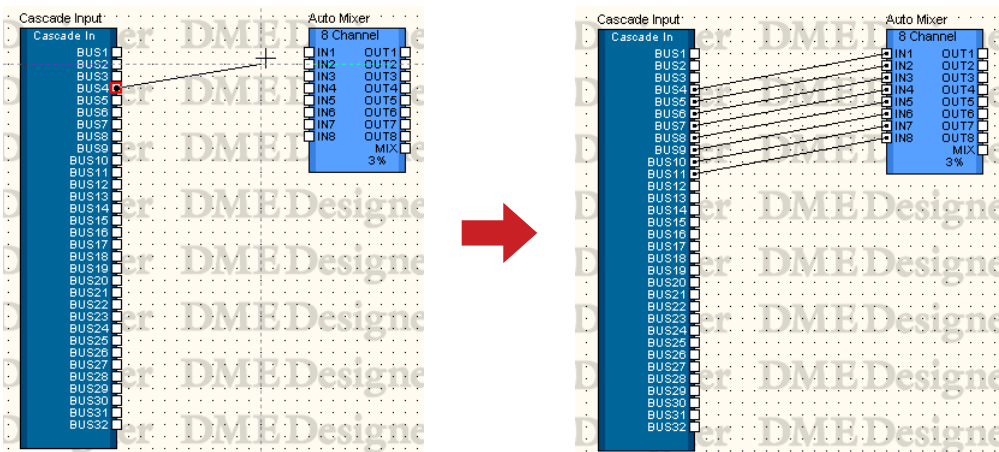 Cascade Input
Cascade In
BUS1
BUS2
BUS3
BUS4
BUS5
BUS6
BUS7
BUS8
BUS9
BUS10
BUS11
BUS12
BUS13
BUS14
BUS15
BUS16
BUS17
BUS18
BUS19
BUS20
BUS21
BUS22
BUS23
BUS24
BUS25
BUS26
BUS27
BUS28
BUS29
BUS30
BUS31
BUS32
Auto Mixer
8 Channel
IN1 OUT1
IN2 OUT2
IN3 OUT3
IN4 OUT4
IN5 OUT5
IN6 OUT6
IN7 OUT7
IN8 OUT8
MIX
3%
Cascade Input
Cascade In
BUS1
BUS2
BUS3
BUS4
BUS5
BUS6
BUS7
BUS8
BUS9
BUS10
BUS11
BUS12
BUS13
BUS14
BUS15
BUS16
BUS17
BUS18
BUS19
BUS20
BUS21
BUS22
BUS23
BUS24
BUS25
BUS26
BUS27
BUS28
BUS29
BUS30
BUS31
BUS32
Auto Mixer
8 Channel
IN1 OUT1
IN2 OUT2
IN3 OUT3
IN4 OUT4
IN5 OUT5
IN6 OUT6
IN7 OUT7
IN8 OUT8
MIX
3%
DME Designer